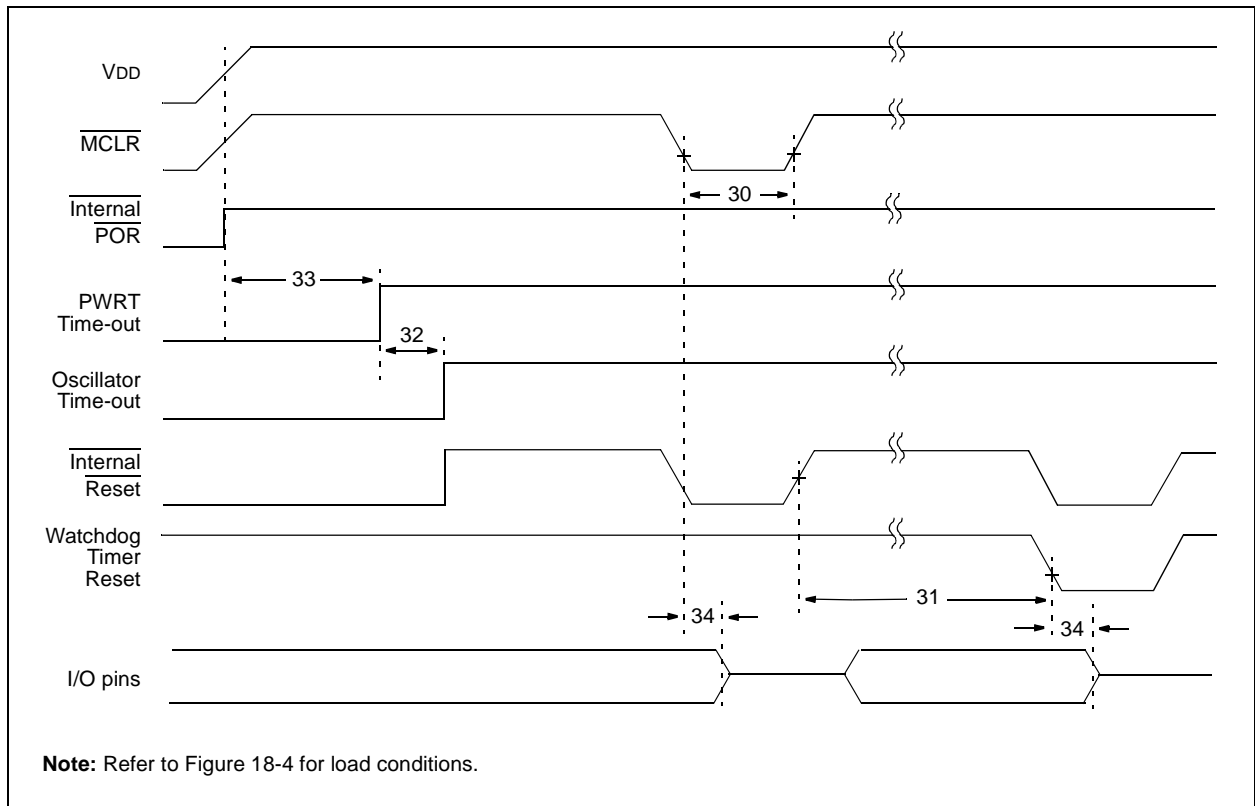 VDD
MCLR
30
Internal
POR
33
PWRT
Time-out
32
Oscillator
Time-out
Internal
Reset
Watchdog
Timer
Reset
31
34
34
I/O pins
Note: Refer to Figure 18-4 for load conditions.